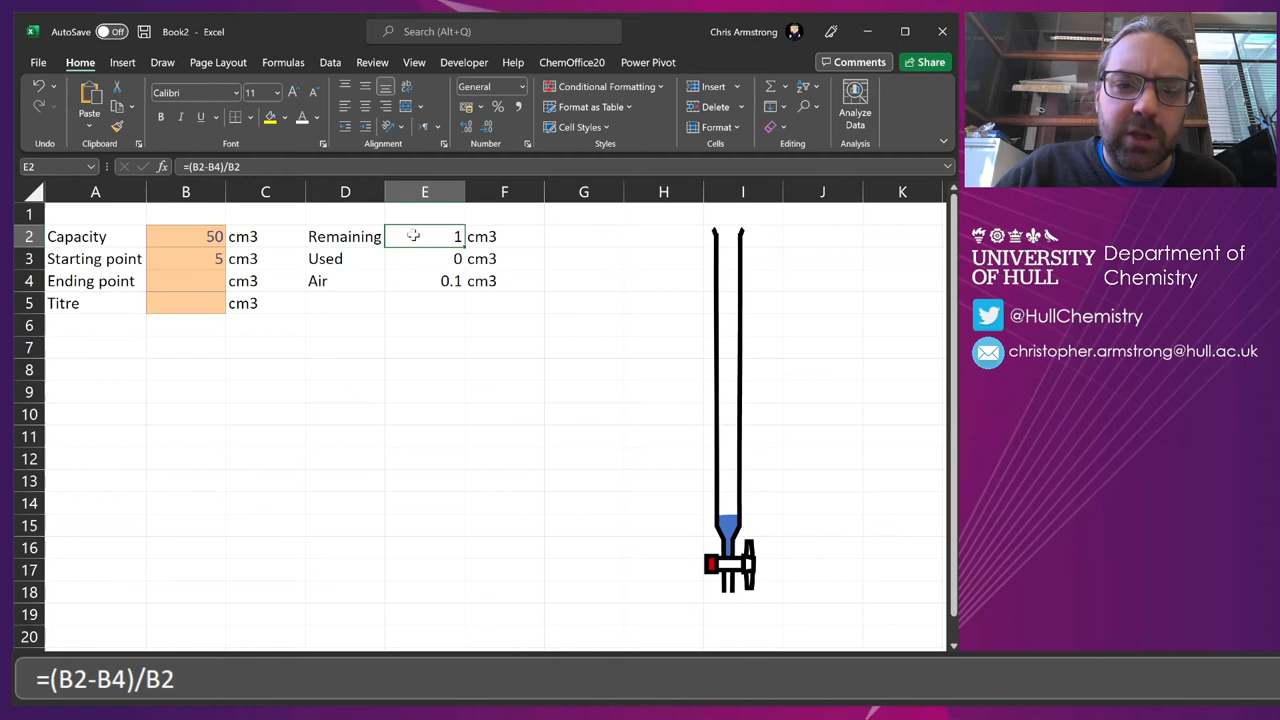 AutoSave Off Book2 - Excel Search (Alt+Q) Chris Armstrong
File Home Insert Draw Page Layout Formulas Data Review View Developer Help ChemOffice20 Power Pivot Comments Share
Paste Calibri 11 General Conditional Formatting Insert Analyze Data
B I U A % Format as Table Delete
Cell Styles Format
Undo Clipboard Font Alignment Number Styles Cells Editing Analysis
E2 fx =(B2-B4)/B2
A B C D E F G H I J K
1
2 Capacity 50 cm3 Remaining 1 cm3
3 Starting point 5 cm3 Used 0 cm3
4 Ending point cm3 Air 0.1 cm3
5 Titre cm3
6
7
8
9
10
11
12
13
14
15
16
17
18
19
20
UNIVERSITY OF HULL
Department of Chemistry
@HullChemistry
christopher.armstrong@hull.ac.uk
=(B2-B4)/B2